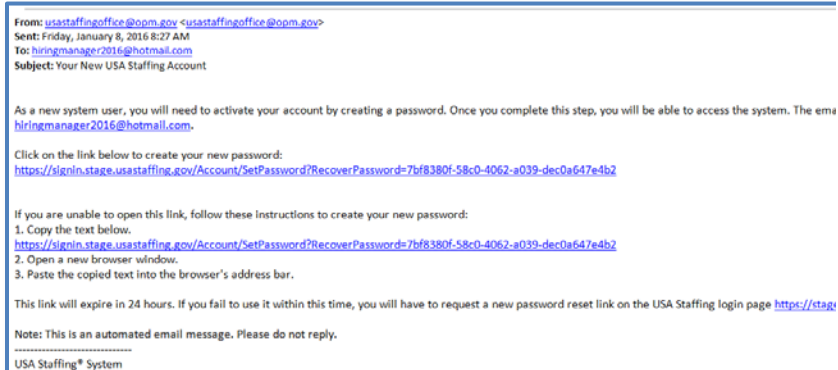 From: usastaffingoffice@opm.gov <usastaffingoffice@opm.gov>
Sent: Friday, January 8, 2016 8:27 AM
To: hiringmanager2016@hotmail.com
Subject: Your New USA Staffing Account
As a new system user, you will need to activate your account by creating a password. Once you complete this step, you will be able to access the system. The ema
hiringmanager2016@hotmail.com.
Click on the link below to create your new password:
https://signin.stage.usastaffing.gov/Account/SetPassword?RecoverPassword=7bf8380f-58c0-4062-a039-dec0a647e4b2
If you are unable to open this link, follow these instructions to create your new password:
1. Copy the text below.
https://signin.stage.usastaffing.gov/Account/SetPassword?RecoverPassword=7bf8380f-58c0-4062-a039-dec0a647e4b2
2. Open a new browser window.
3. Paste the copied text into the browser's address bar.
This link will expire in 24 hours. If you fail to use it within this time, you will have to request a new password reset link on the USA Staffing login page https://stage
Note: This is an automated email message. Please do not reply.
------------------------------
USA Staffing® System